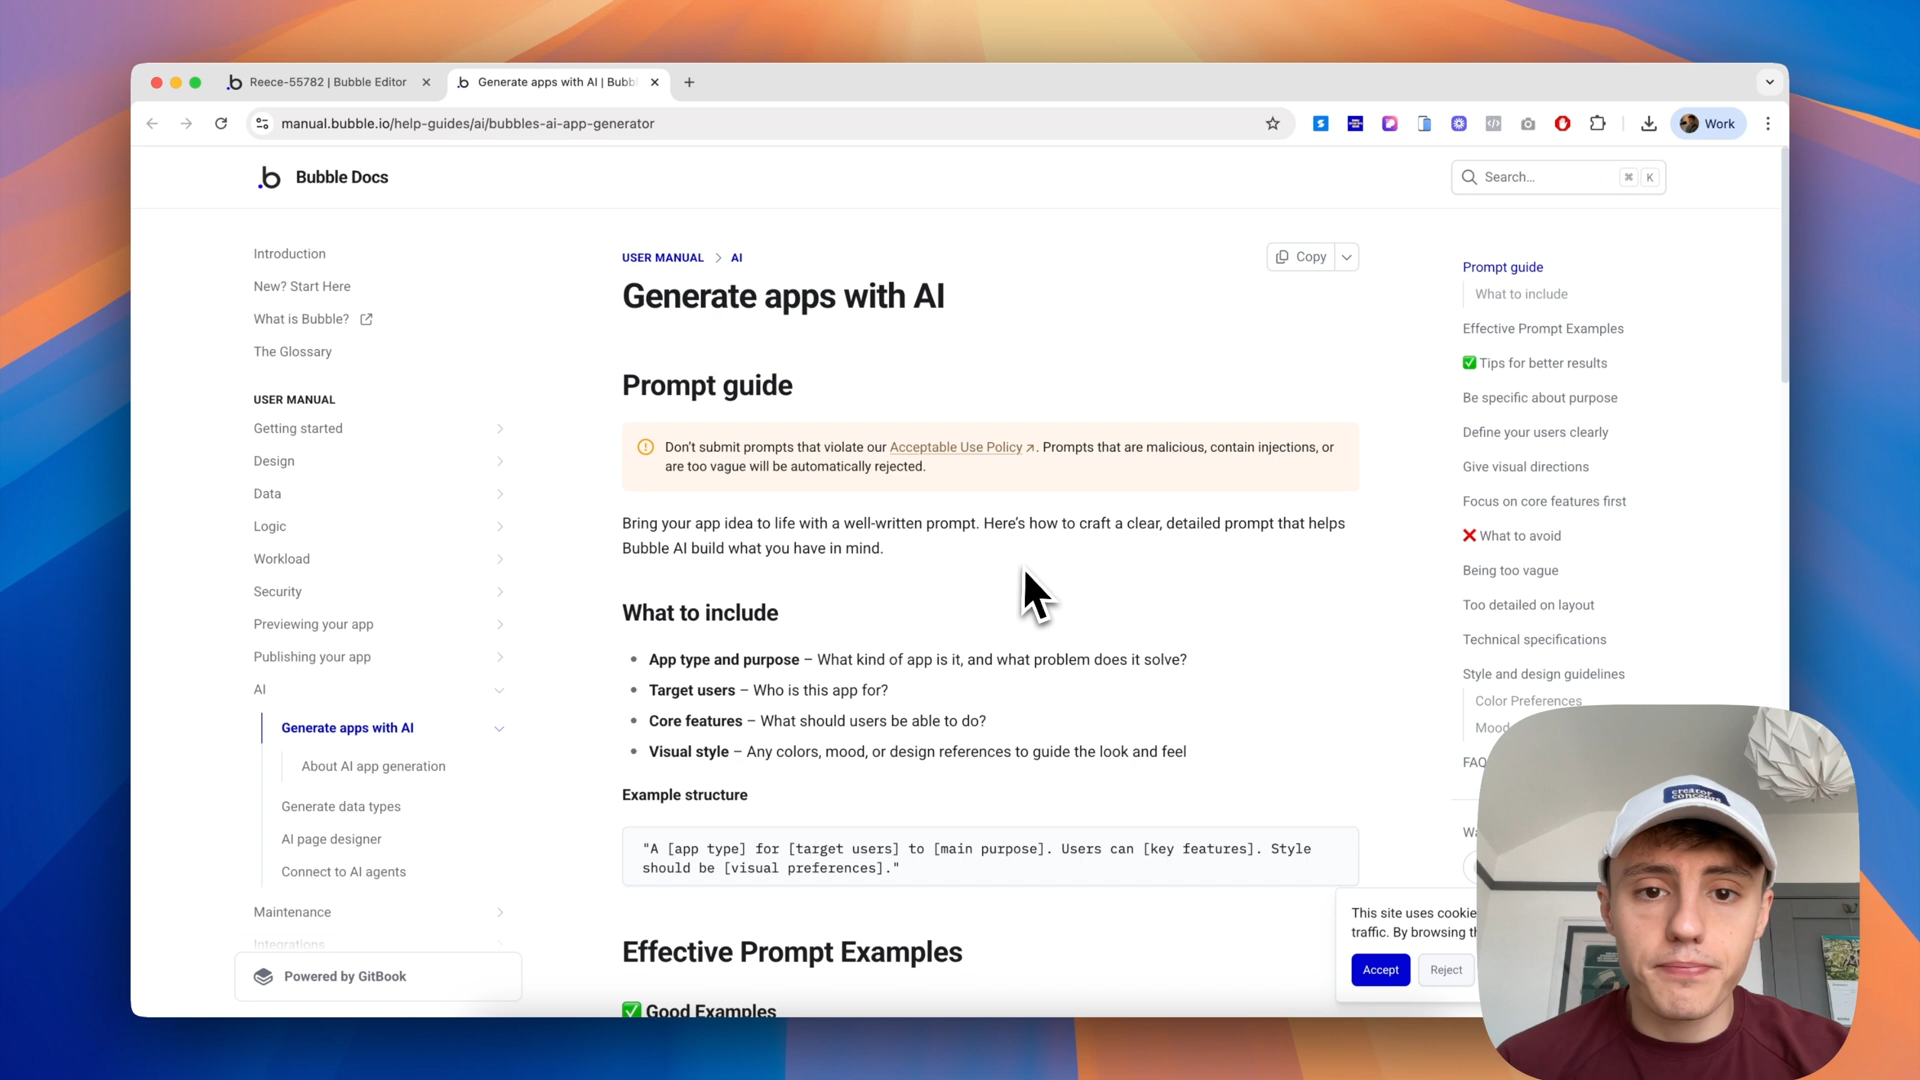 Reece-55782 | Bubble Editor
Generate apps with AI | Bubb
manual.bubble.io/help-guides/ai/bubbles-ai-app-generator
Work
Bubble Docs
Search...
⌘ K
Introduction
New? Start Here
What is Bubble?
The Glossary
USER MANUAL
Getting started
Design
Data
Logic
Workload
Security
Previewing your app
Publishing your app
AI
Generate apps with AI
About AI app generation
Generate data types
AI page designer
Connect to AI agents
Maintenance
Integrations
Powered by GitBook
USER MANUAL > AI
Copy
Generate apps with AI
Prompt guide
Don't submit prompts that violate our Acceptable Use Policy ↗. Prompts that are malicious, contain injections, or
are too vague will be automatically rejected.
Bring your app idea to life with a well-written prompt. Here's how to craft a clear, detailed prompt that helps
Bubble AI build what you have in mind.
What to include
• App type and purpose – What kind of app is it, and what problem does it solve?
• Target users – Who is this app for?
• Core features – What should users be able to do?
• Visual style – Any colors, mood, or design references to guide the look and feel
Example structure
"A [app type] for [target users] to [main purpose]. Users can [key features]. Style
should be [visual preferences]."
Effective Prompt Examples
✅ Good Examples
Prompt guide
What to include
Effective Prompt Examples
✅ Tips for better results
Be specific about purpose
Define your users clearly
Give visual directions
Focus on core features first
❌ What to avoid
Being too vague
Too detailed on layout
Technical specifications
Style and design guidelines
Color Preferences
Mood
FAQ
Wa
This site uses cookie
traffic. By browsing th
Accept
Reject
creator
concepts